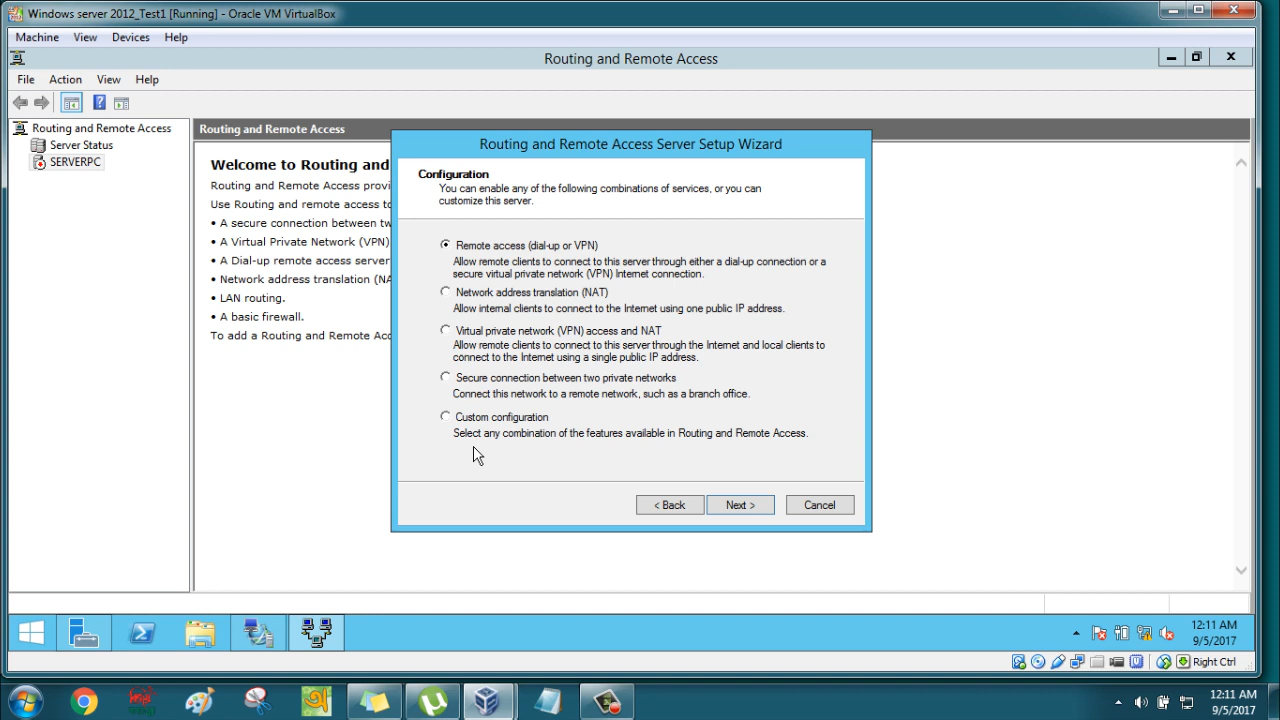 Windows server 2012_Test1 [Running] - Oracle VM VirtualBox
Machine View Devices Help
Routing and Remote Access
File Action View Help
Routing and Remote Access
Server Status
SERVERPC
Routing and Remote Access
Welcome to Routing and
Routing and Remote Access provi
Use Routing and remote access to
• A secure connection between tw
• A Virtual Private Network (VPN)
• A Dial-up remote access server
• Network address translation (NA
• LAN routing.
• A basic firewall.
To add a Routing and Remote Acc
Routing and Remote Access Server Setup Wizard
Configuration
You can enable any of the following combinations of services, or you can
customize this server.
Remote access (dial-up or VPN)
Allow remote clients to connect to this server through either a dial-up connection or a
secure virtual private network (VPN) Internet connection.
Network address translation (NAT)
Allow internal clients to connect to the Internet using one public IP address.
Virtual private network (VPN) access and NAT
Allow remote clients to connect to this server through the Internet and local clients to
connect to the Internet using a single public IP address.
Secure connection between two private networks
Connect this network to a remote network, such as a branch office.
Custom configuration
Select any combination of the features available in Routing and Remote Access.
< Back Next > Cancel
12:11 AM
9/5/2017
Right Ctrl
12:11 AM
9/5/2017